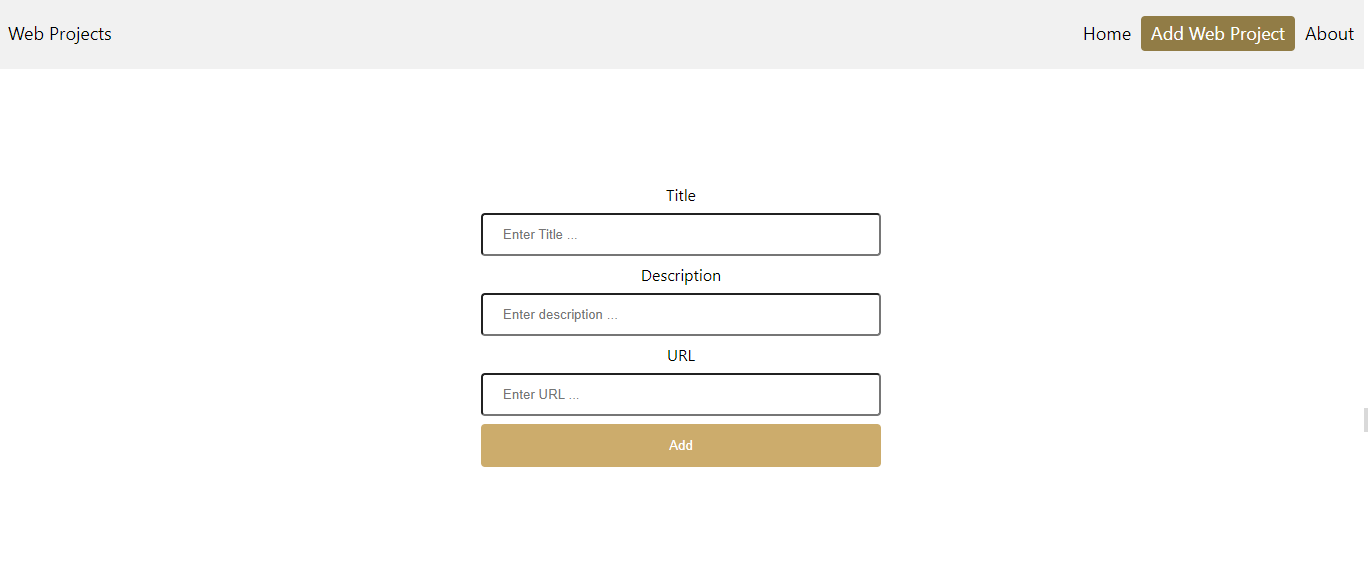 Web Projects Home Add Web Project About
Title
Enter Title ...
Description
Enter description ...
URL
Enter URL ...
Add